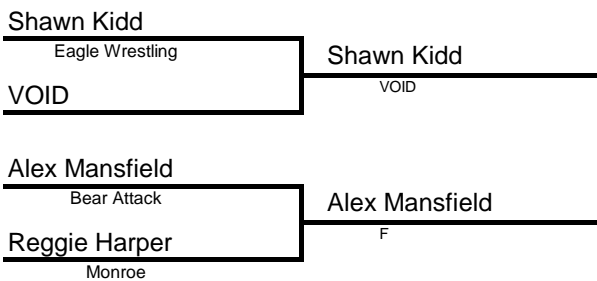 Shawn Kidd
Eagle Wrestling
Shawn Kidd
VOID
VOID
Alex Mansfield
Bear Attack
Alex Mansfield
F
Reggie Harper
Monroe